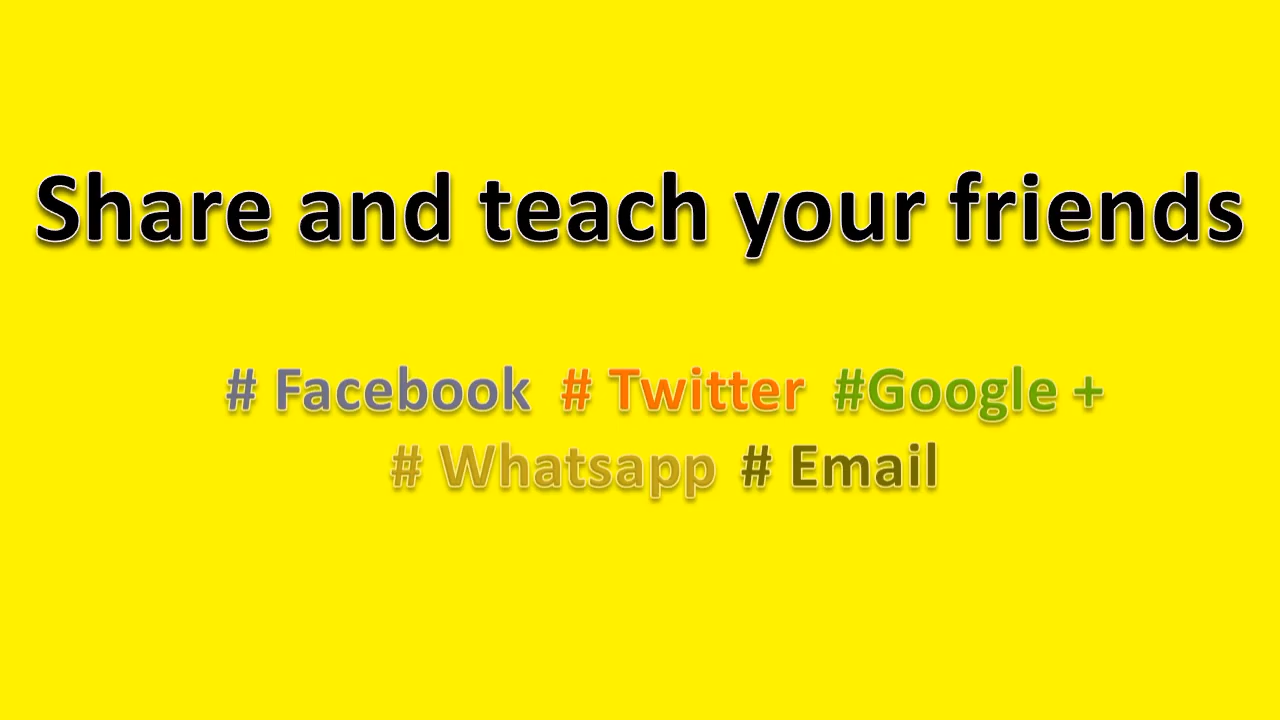 Share and teach your friends
# Facebook # Twitter #Google +
# Whatsapp # Email